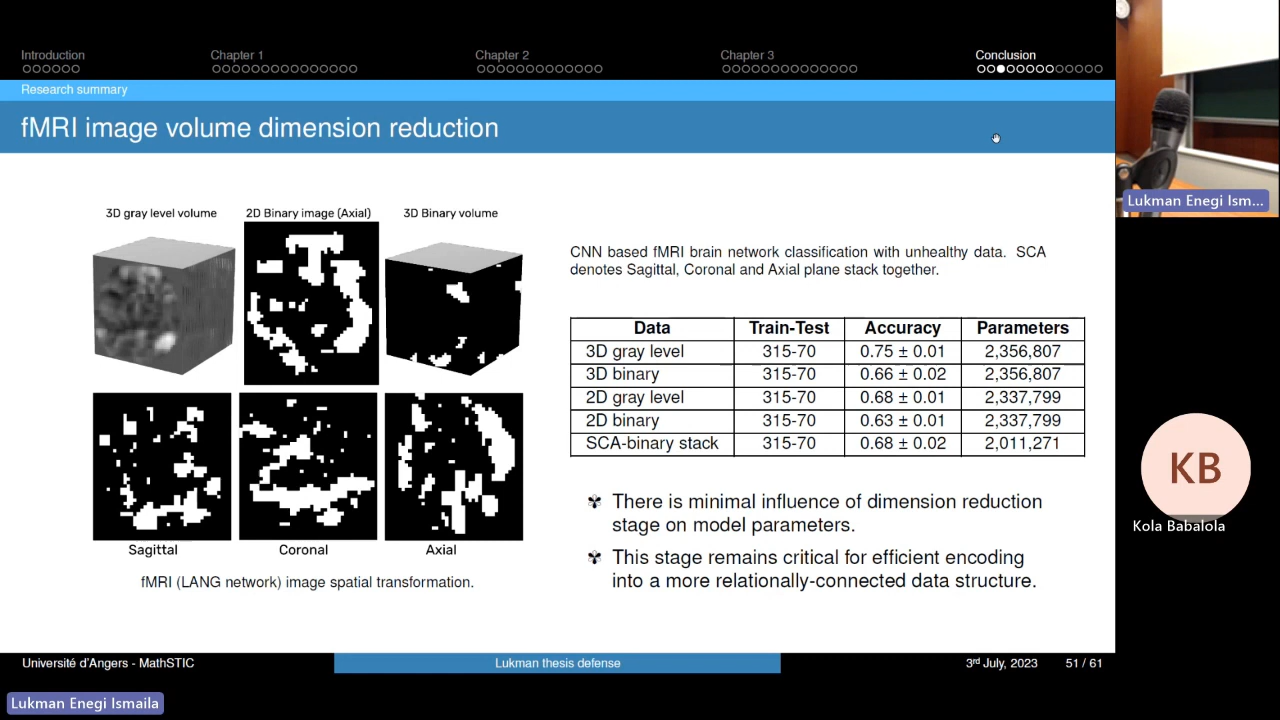 Introduction
Chapter 1
Chapter 2
Chapter 3
Conclusion
Research summary
fMRI image volume dimension reduction
3D gray level volume
2D Binary image (Axial)
3D Binary volume
Sagittal
Coronal
Axial
fMRI (LANG network) image spatial transformation.
CNN based fMRI brain network classification with unhealthy data. SCA
denotes Sagittal, Coronal and Axial plane stack together.
Data Train-Test Accuracy Parameters
3D gray level 315-70 0.75 ± 0.01 2,356,807
3D binary 315-70 0.66 ± 0.02 2,356,807
2D gray level 315-70 0.68 ± 0.01 2,337,799
2D binary 315-70 0.63 ± 0.01 2,337,799
SCA-binary stack 315-70 0.68 ± 0.02 2,011,271
There is minimal influence of dimension reduction
stage on model parameters.
This stage remains critical for efficient encoding
into a more relationally-connected data structure.
Université d'Angers - MathSTIC
Lukman thesis defense
3rd July, 2023
51 / 61
Lukman Enegi Ismaila
Lukman Enegi Ism...
KB
Kola Babalola